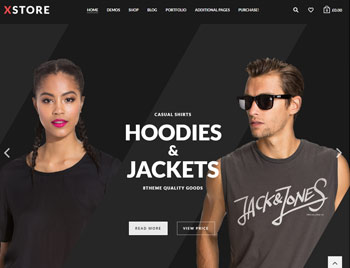 XSTORE
HOME DEMOS SHOP BLOG PORTFOLIO ADDITIONAL PAGES PURCHASE!
£0.00
CASUAL SHIRTS
HOODIES
&
JACKETS
8THEME QUALITY GOODS
READ MORE
VIEW PRICE
JACK & JONES